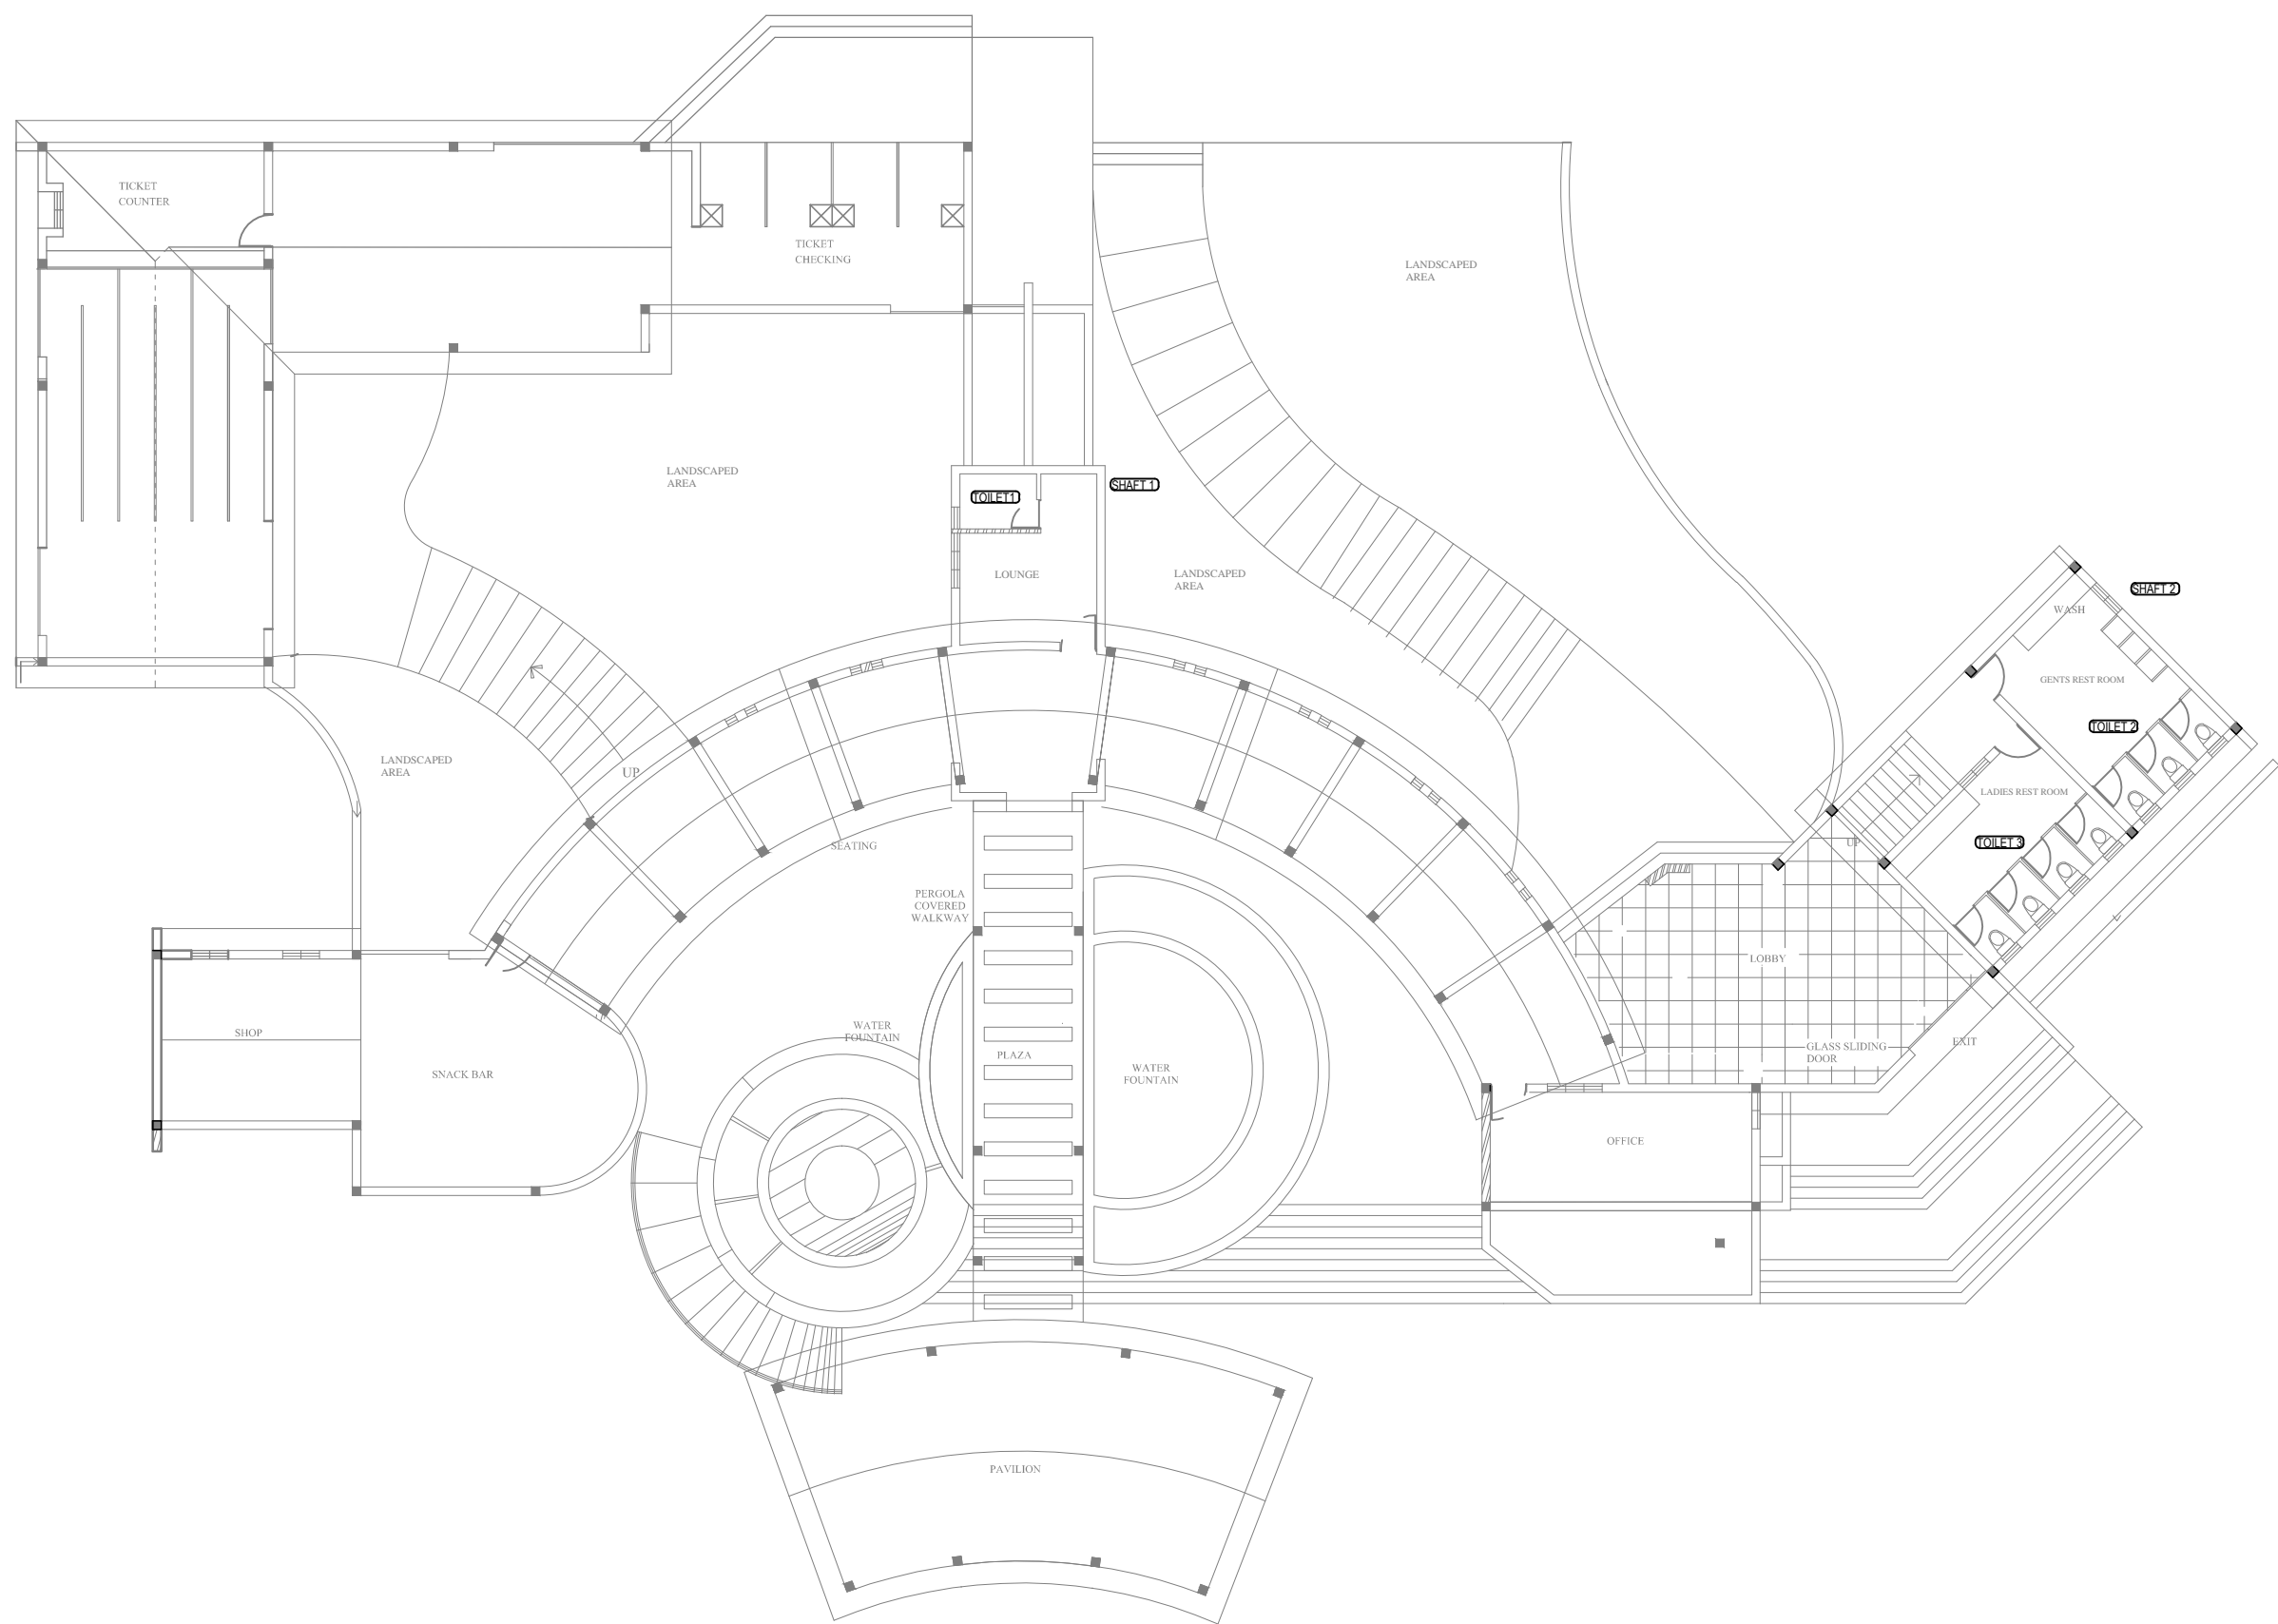 TICKET
COUNTER
TICKET
CHECKING
LANDSCAPED
AREA
LANDSCAPED
AREA
TOILET1
SHAFT 1
LOUNGE
LANDSCAPED
AREA
SHAFT 2
WASH
GENTS REST ROOM
TOILET 2
LANDSCAPED
AREA
UP
LADIES REST ROOM
SEATING
UP
TOILET 3
PERGOLA
COVERED
WALKWAY
LOBBY
SHOP
WATER
FOUNTAIN
PLAZA
GLASS SLIDING
DOOR
EXIT
SNACK BAR
WATER
FOUNTAIN
OFFICE
PAVILION